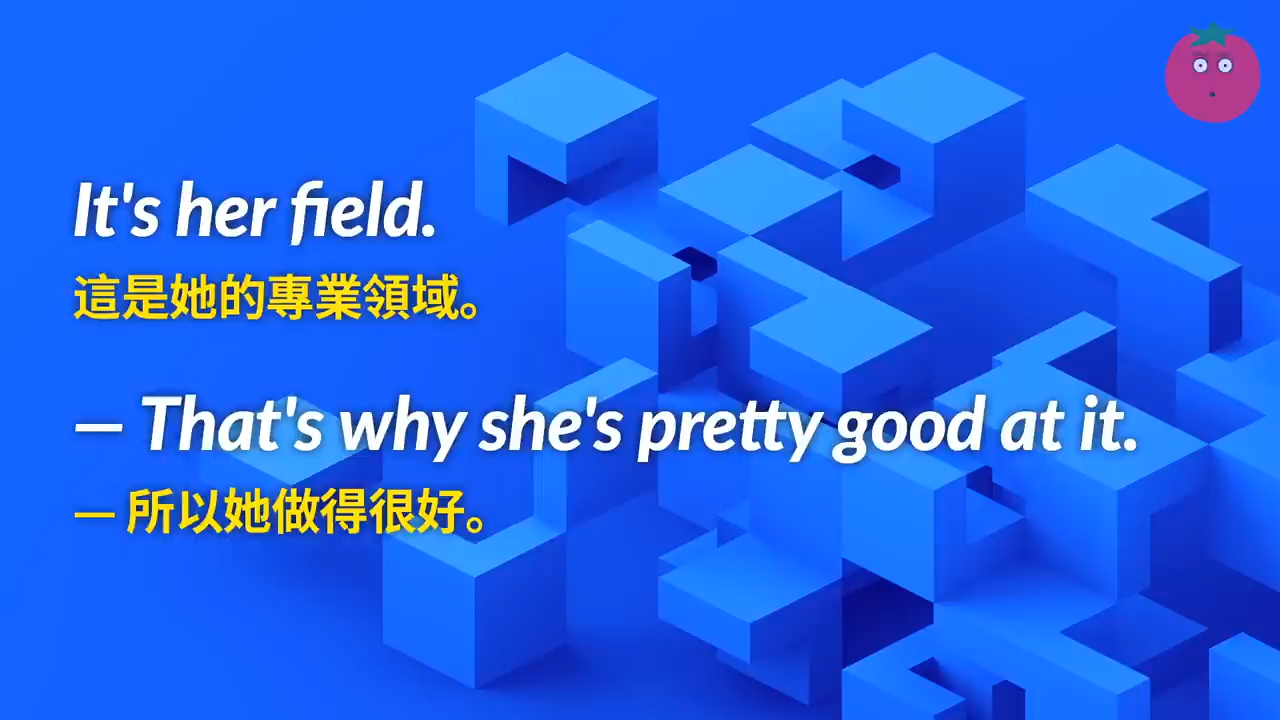 It's her field.
這是她的專業領域。
— That's why she's pretty good at it.
— 所以她做得很好。